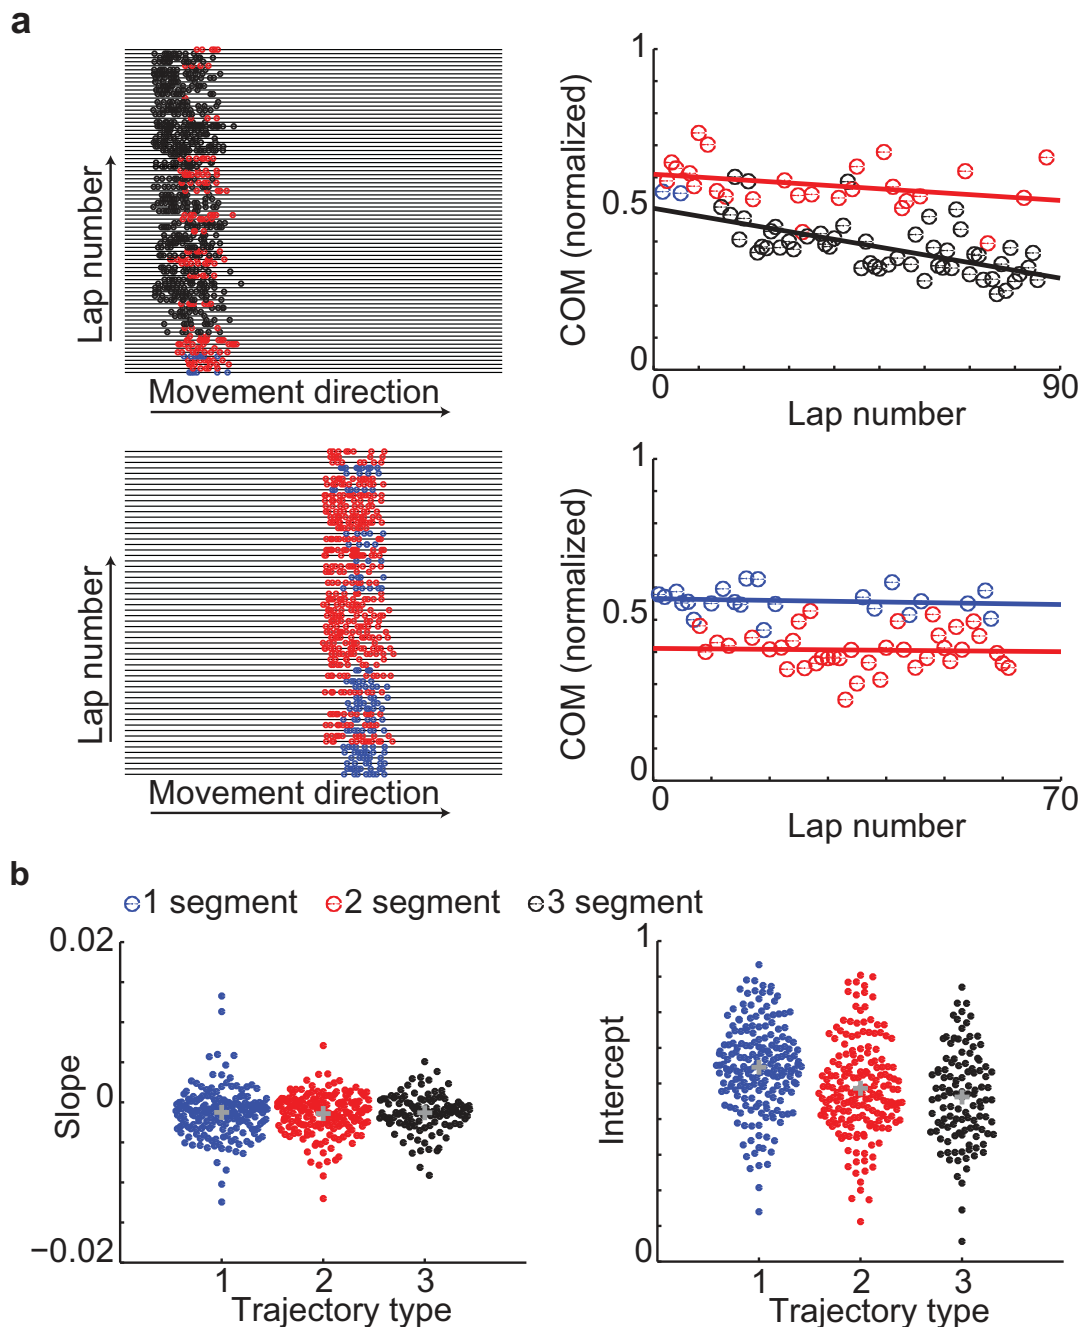 a
Lap number
Movement direction
COM (normalized)
1
0.5
0
0
90
Lap number
Lap number
Movement direction
COM (normalized)
1
0.5
0
0
70
Lap number
b
1 segment 2 segment 3 segment
Slope
0.02
0
−0.02
1 2 3
Trajectory type
Intercept
1
0
1 2 3
Trajectory type